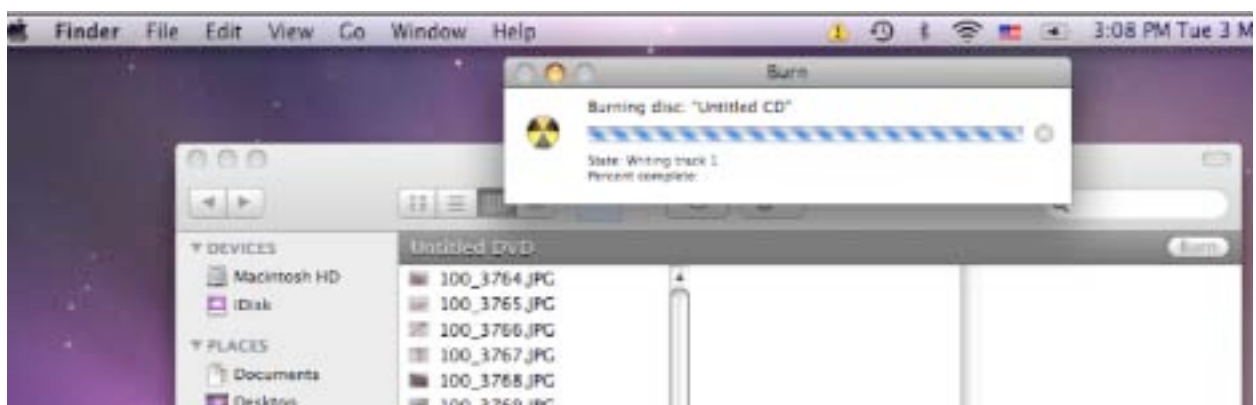 Finder File Edit View Go Window Help 3:08 PM Tue 3 M
Burn
Burning disc: "Untitled CD"
State: Writing track 1
Percent complete:
Untitled DVD Burn
▼ DEVICES
Macintosh HD
iDisk
▼ PLACES
Documents
Desktop
100_3764.JPG
100_3765.JPG
100_3766.JPG
100_3767.JPG
100_3768.JPG
100_3769.JPG